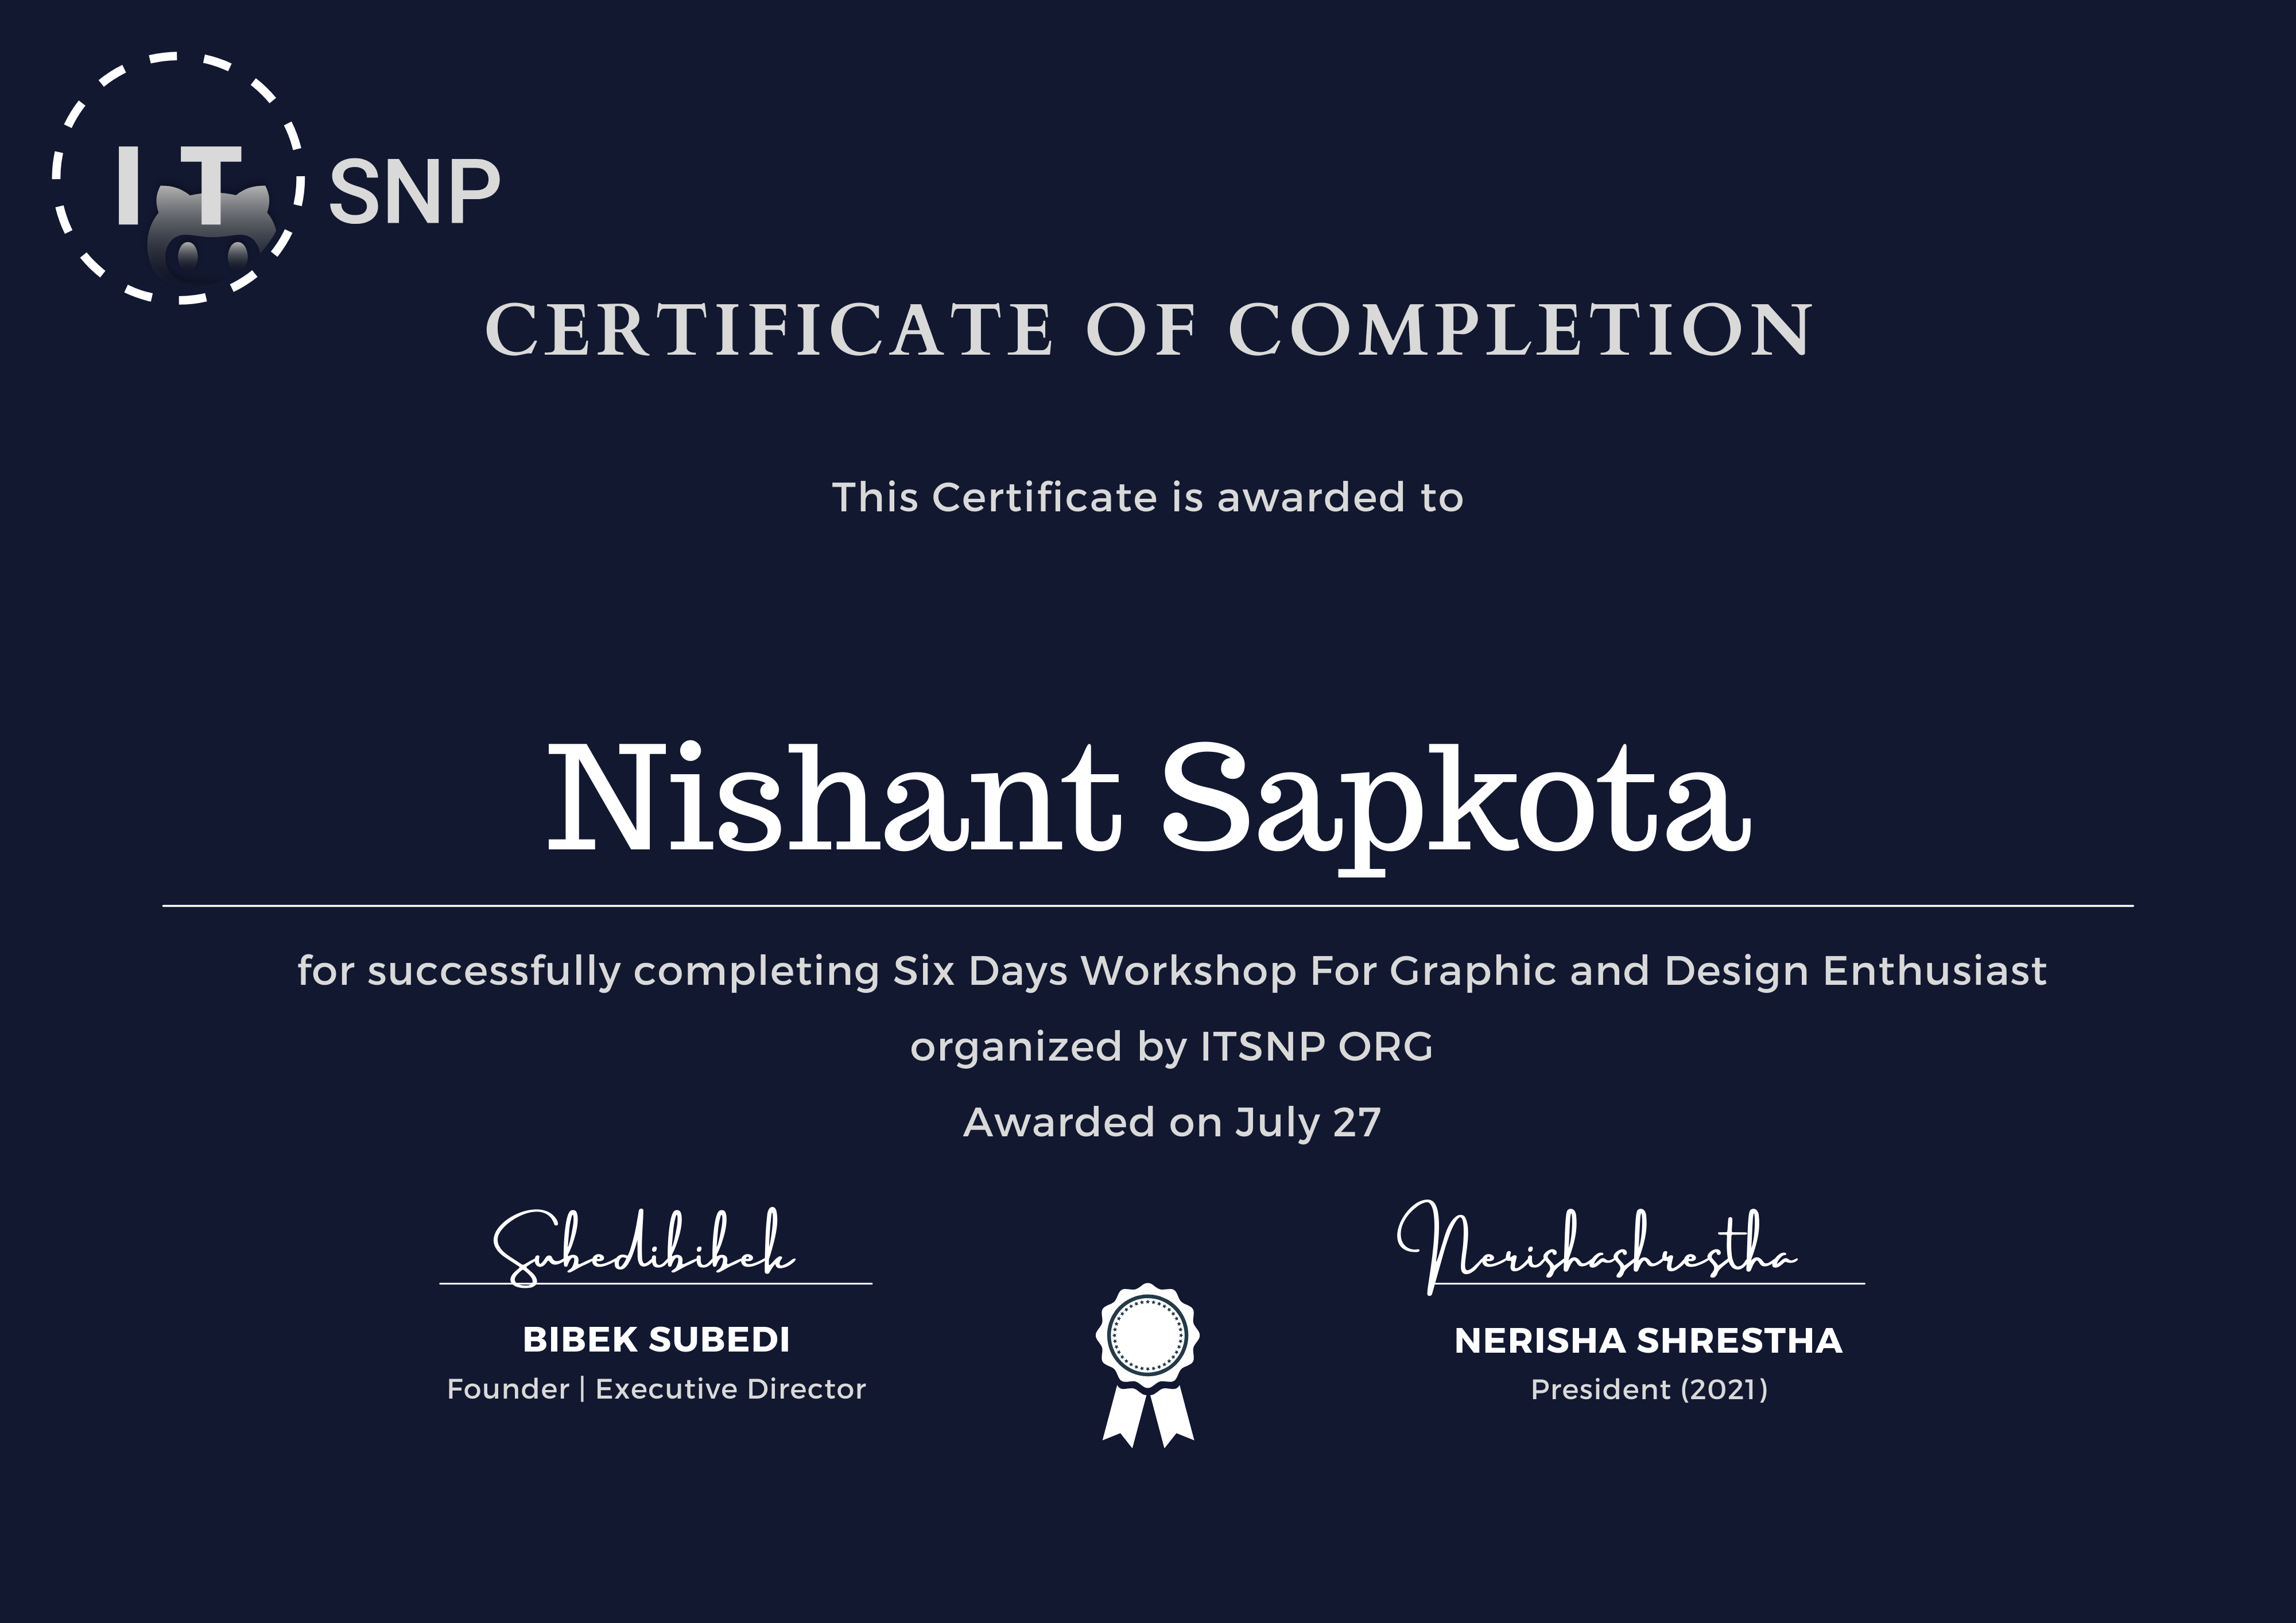 IT SNP
CERTIFICATE OF COMPLETION
This Certificate is awarded to
Nishant Sapkota
for successfully completing Six Days Workshop For Graphic and Design Enthusiast
organized by ITSNP ORG
Awarded on July 27
Subedibibek
Nerishashrestha
BIBEK SUBEDI
NERISHA SHRESTHA
Founder | Executive Director
President (2021)